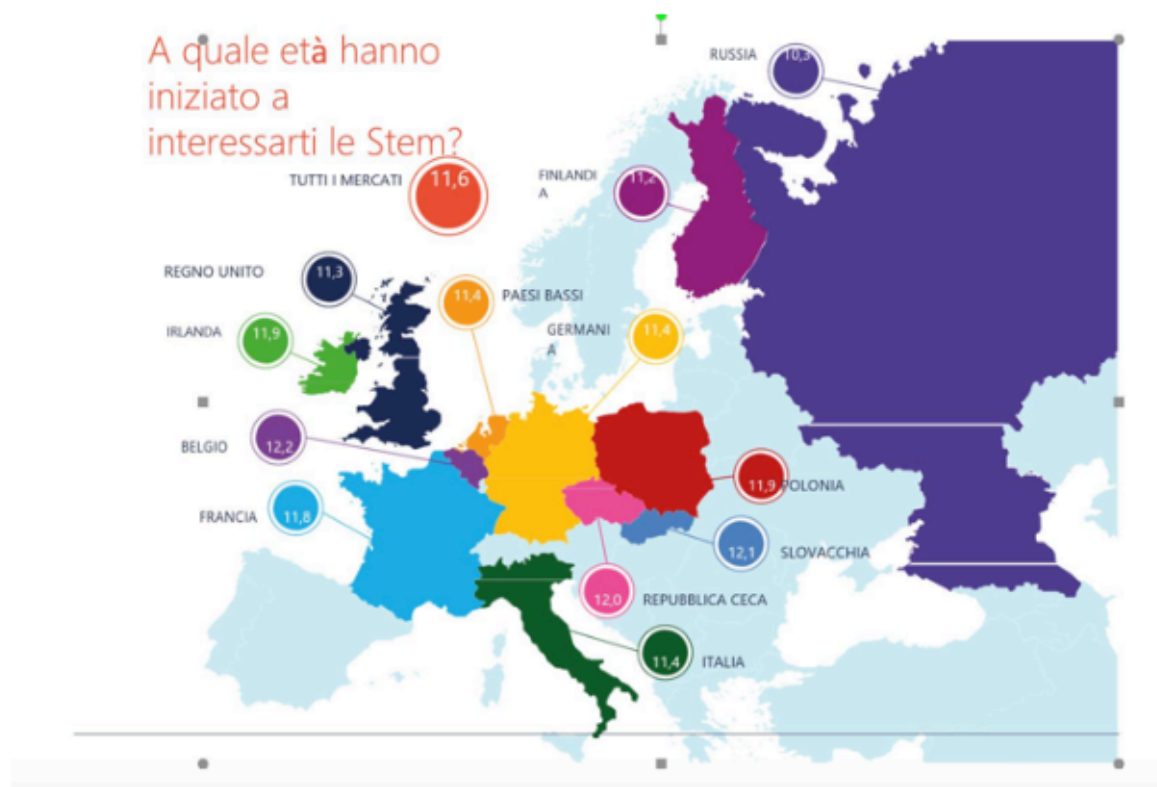 A quale età hanno
iniziato a
interessarti le Stem?
TUTTI I MERCATI
11,6
RUSSIA
10,3
FINLANDI
A
11,2
REGNO UNITO
11,3
11,4
PAESI BASSI
IRLANDA
11,9
GERMANI
A
11,4
BELGIO
12,2
11,9
POLONIA
FRANCIA
11,8
12,1
SLOVACCHIA
12,0
REPUBBLICA CECA
11,4
ITALIA